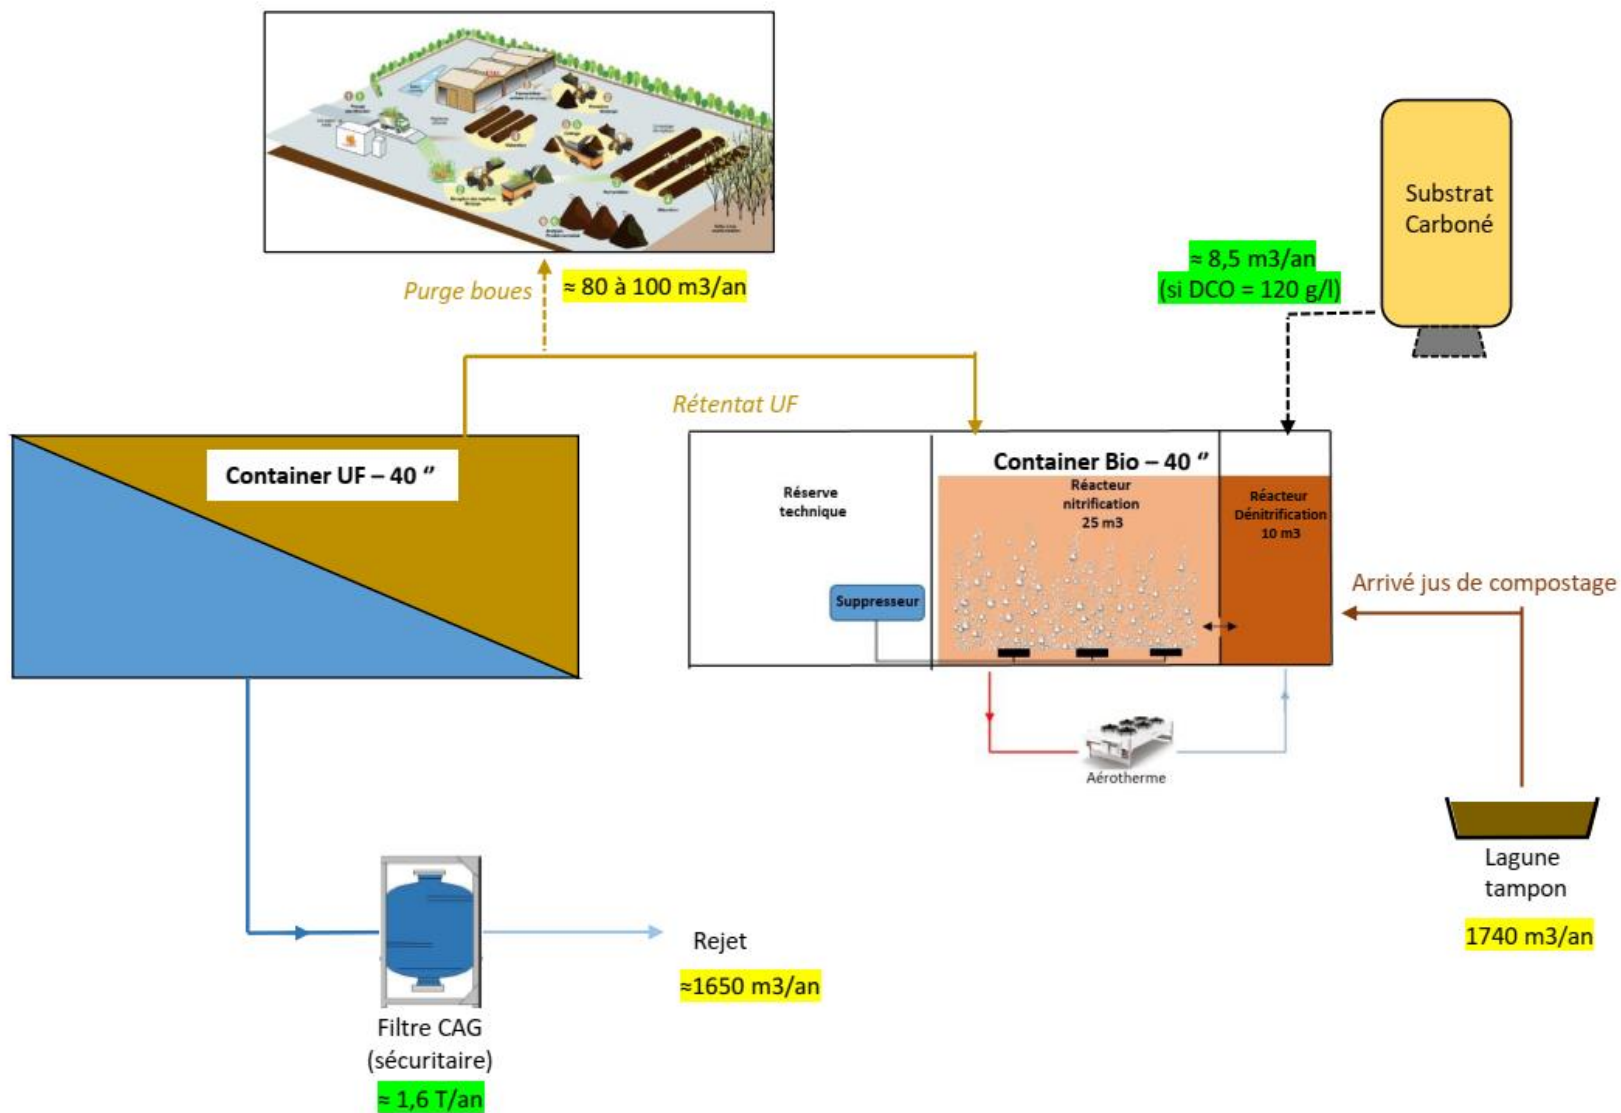 Substrat
Carboné
≈ 8,5 m3/an
(si DCO = 120 g/l)
Purge boues
≈ 80 à 100 m3/an
Rétentat UF
Container UF – 40 ″
Container Bio – 40 ″
Réserve
technique
Réacteur
nitrification
25 m3
Réacteur
Dénitrification
10 m3
Suppresseur
Arrivé jus de compostage
Aérotherme
Lagune
tampon
1740 m3/an
Rejet
≈1650 m3/an
Filtre CAG
(sécuritaire)
≈ 1,6 T/an